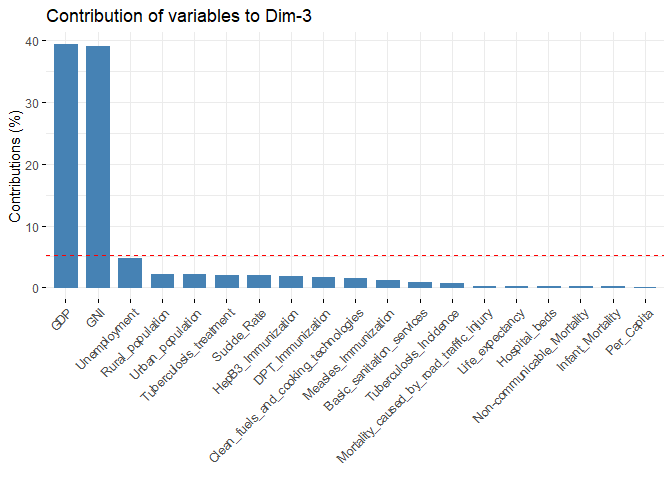 Contribution of variables to Dim-3
Contributions (%)
40
30
20
10
0
GDP
GNI
Unemployment
Rural_population
Urban_population
Tuberculosis_treatment
Suicide_Rate
HepB3_Immunization
DPT_Immunization
Clean_fuels_and_cooking_technologies
Measles_Immunization
Basic_sanitation_services
Tuberculosis_Incidence
Mortality_caused_by_road_traffic_injury
Life_expectancy
Hospital_beds
Non-communicable_Mortality
Infant_Mortality
Per_Capita